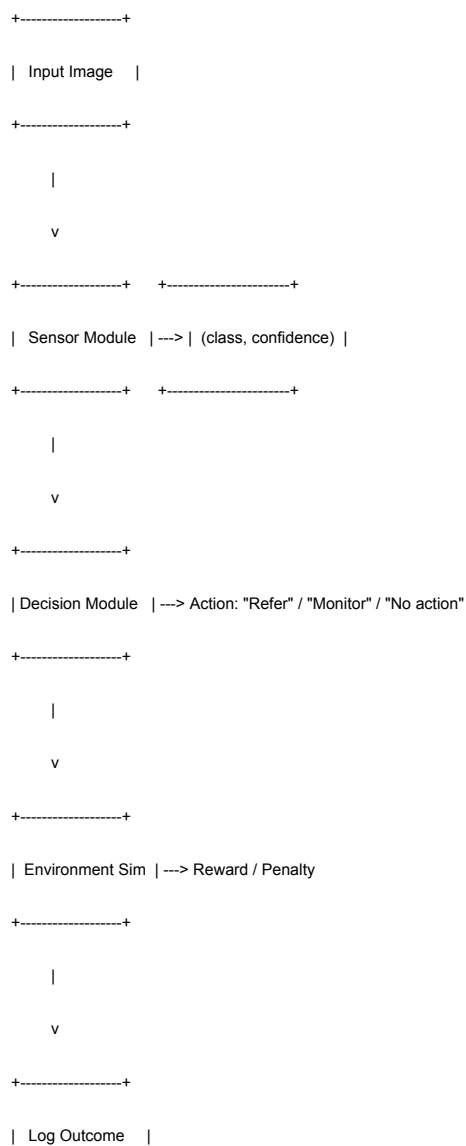 +-------------------+
|   Input Image     |
+-------------------+
|
v
+-------------------+     +-----------------------+
|   Sensor Module   | ---> |  (class, confidence)  |
+-------------------+     +-----------------------+
|
v
+-------------------+
| Decision Module   | ---> Action: "Refer" / "Monitor" / "No action"
+-------------------+
|
v
+-------------------+
|  Environment Sim  | ---> Reward / Penalty
+-------------------+
|
v
+-------------------+
|   Log Outcome     |